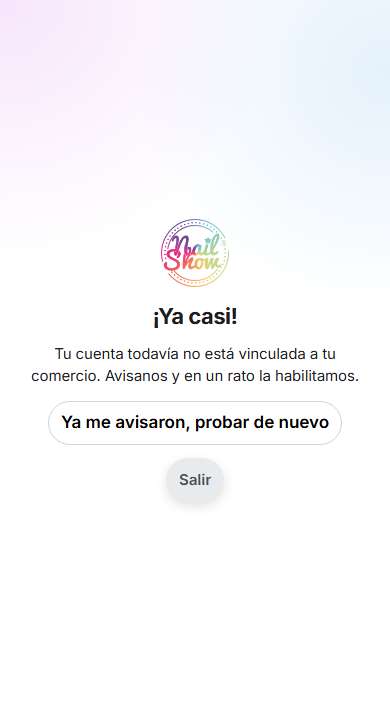 Nail
Show
¡Ya casi!
Tu cuenta todavía no está vinculada a tu
comercio. Avisanos y en un rato la habilitamos.
Ya me avisaron, probar de nuevo
Salir